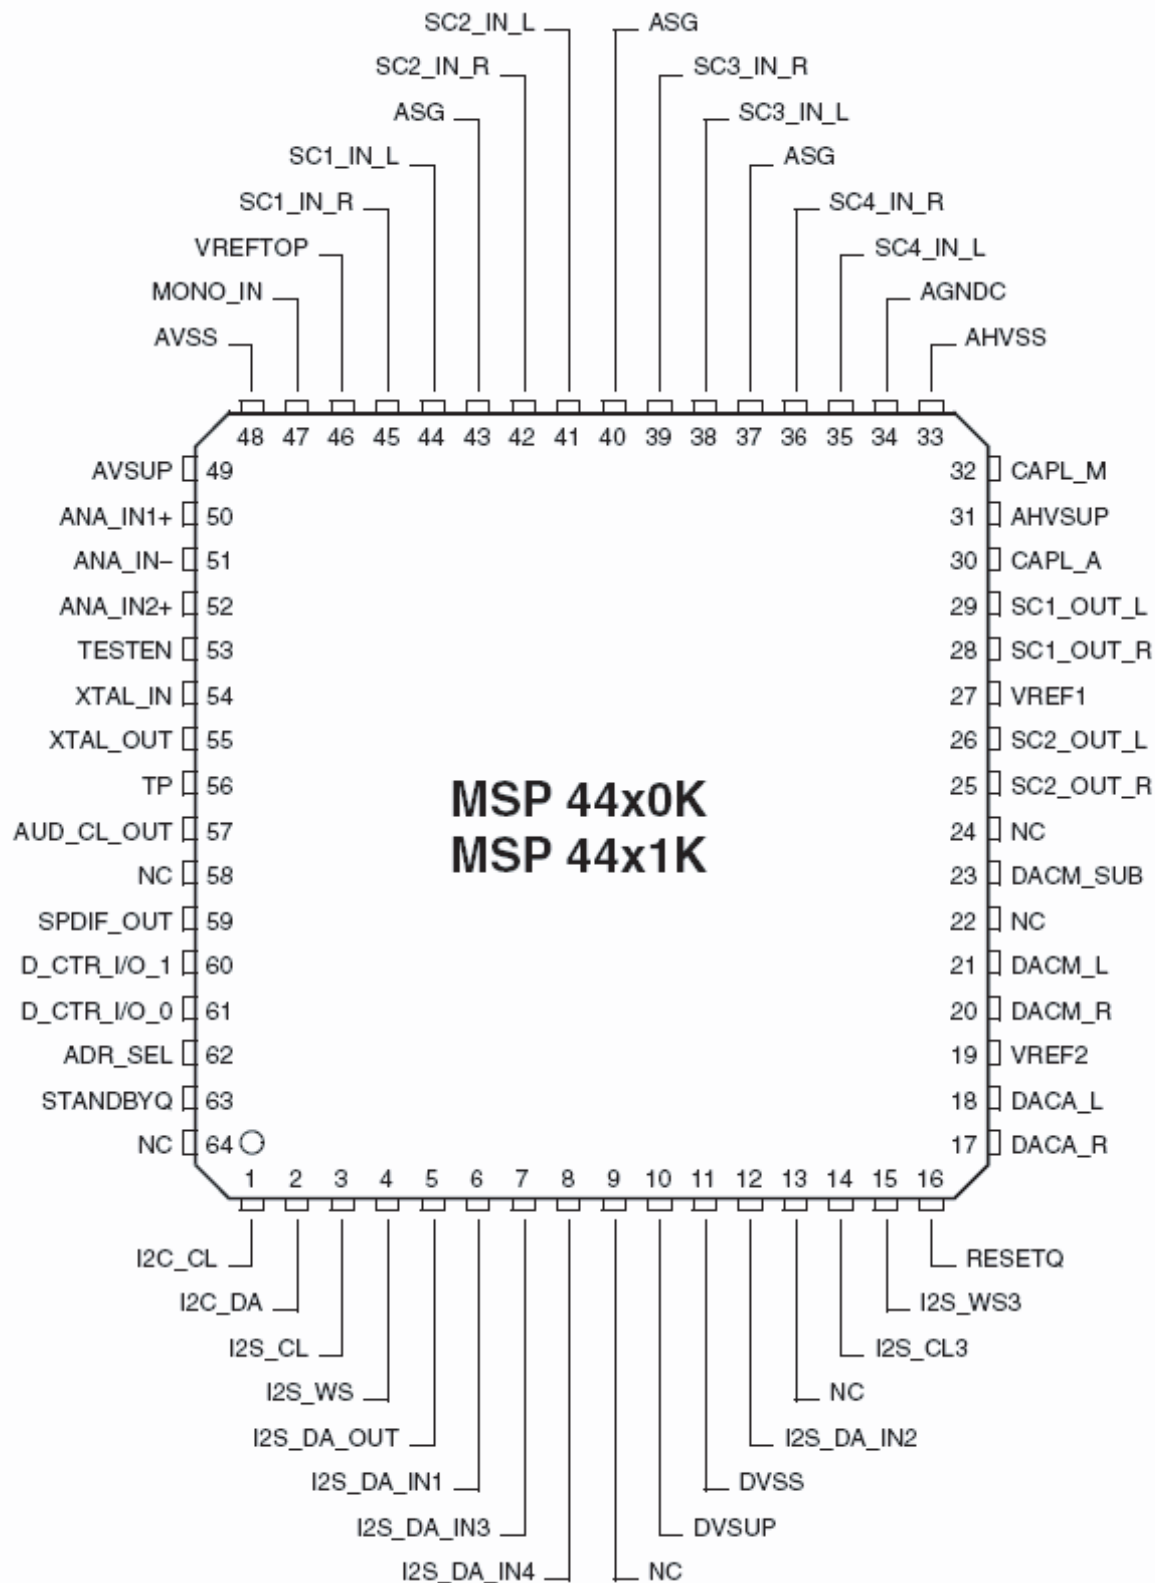 SC2_IN_L ASG
SC2_IN_R SC3_IN_R
ASG SC3_IN_L
SC1_IN_L ASG
SC1_IN_R SC4_IN_R
VREFTOP SC4_IN_L
MONO_IN AGNDC
AVSS AHVSS
48 47 46 45 44 43 42 41 40 39 38 37 36 35 34 33
AVSUP 49 32 CAPL_M
ANA_IN1+ 50 31 AHVSUP
ANA_IN– 51 30 CAPL_A
ANA_IN2+ 52 29 SC1_OUT_L
TESTEN 53 28 SC1_OUT_R
XTAL_IN 54 27 VREF1
XTAL_OUT 55 26 SC2_OUT_L
TP 56 25 SC2_OUT_R
MSP 44x0K
AUD_CL_OUT 57 24 NC
MSP 44x1K
NC 58 23 DACM_SUB
SPDIF_OUT 59 22 NC
D_CTR_I/O_1 60 21 DACM_L
D_CTR_I/O_0 61 20 DACM_R
ADR_SEL 62 19 VREF2
STANDBYQ 63 18 DACA_L
NC 64 17 DACA_R
1 2 3 4 5 6 7 8 9 10 11 12 13 14 15 16
I2C_CL RESETQ
I2C_DA I2S_WS3
I2S_CL I2S_CL3
I2S_WS NC
I2S_DA_OUT I2S_DA_IN2
I2S_DA_IN1 DVSS
I2S_DA_IN3 DVSUP
I2S_DA_IN4 NC